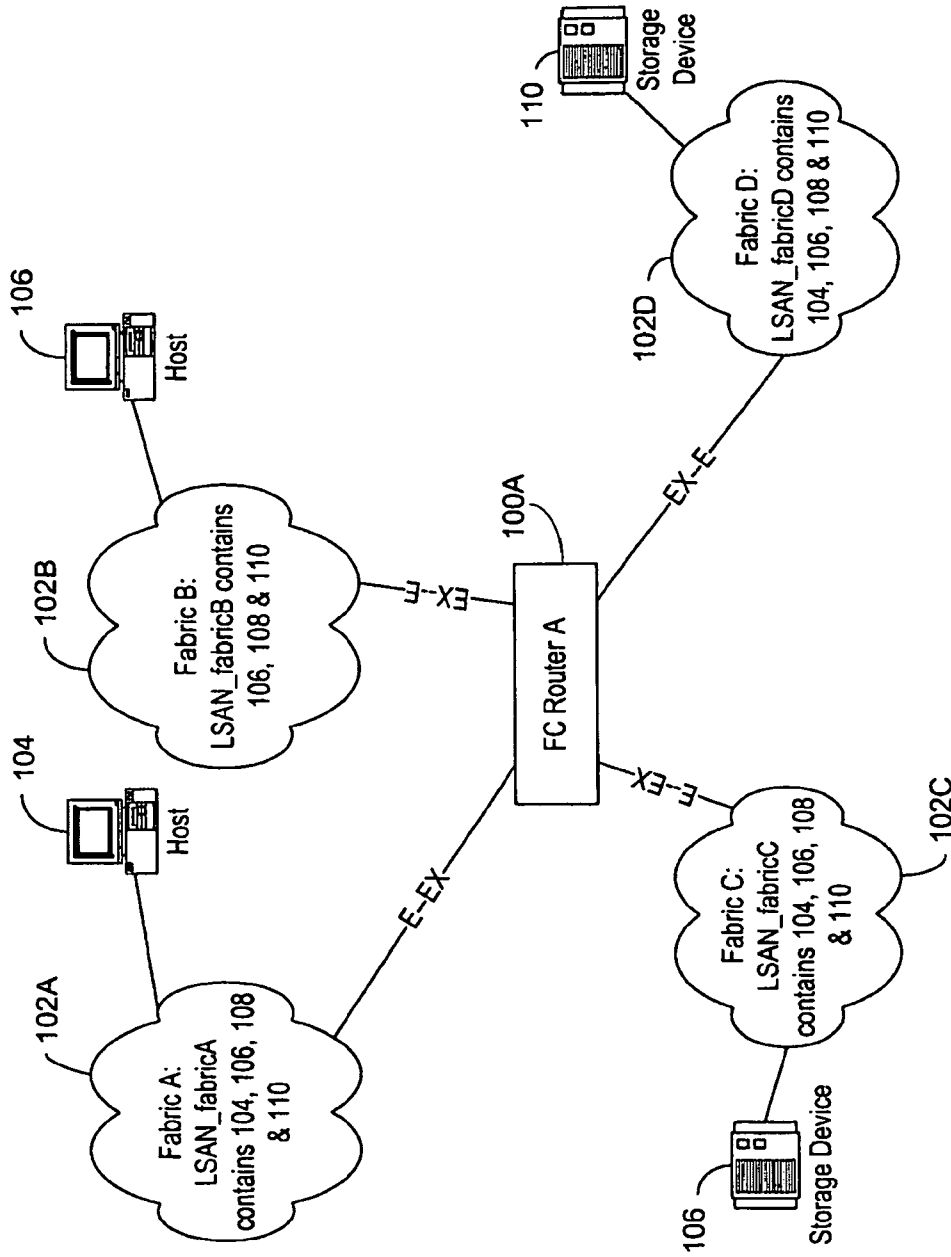 102A
Fabric A:
LSAN_fabricA
contains 104, 106, 108
& 110
104
Host
102B
Fabric B:
LSAN_fabricB contains
106, 108 & 110
106
Host
E-EX
EX-E
FC Router A
100A
E-EX
EX-E
106
Storage Device
Fabric C:
LSAN_fabricC
contains 104, 106, 108
& 110
102C
102D
Fabric D:
LSAN_fabricD contains
104, 106, 108 & 110
110
Storage
Device